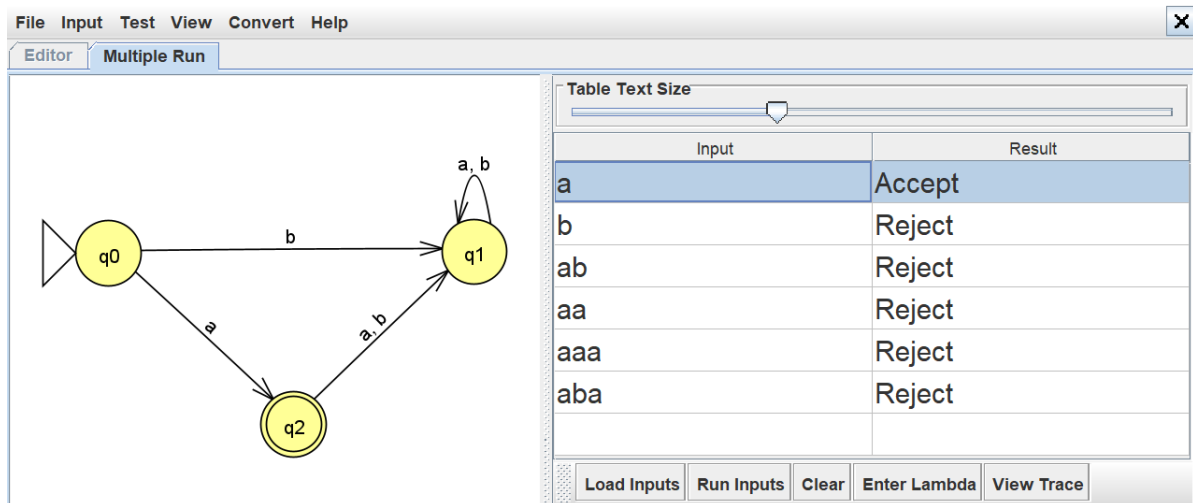 File Input Test View Convert Help
Editor Multiple Run
Table Text Size
Input Result
a Accept
b Reject
ab Reject
aa Reject
aaa Reject
aba Reject
Load Inputs Run Inputs Clear Enter Lambda View Trace
a, b
b
q0
q1
a
a, b
q2